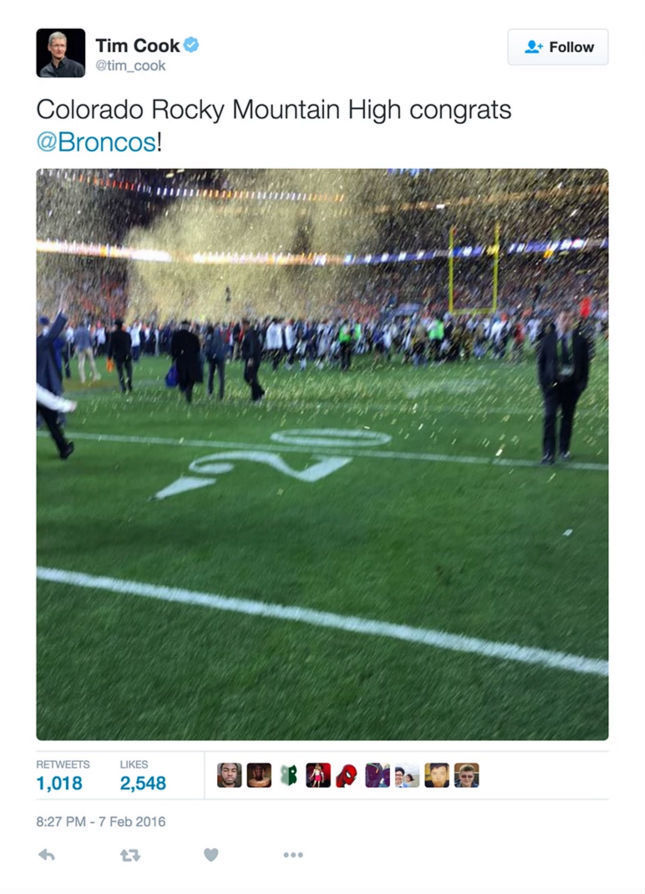 Tim Cook
@tim_cook
Follow
Colorado Rocky Mountain High congrats
@Broncos!
20
RETWEETS LIKES
1,018 2,548
8:27 PM - 7 Feb 2016